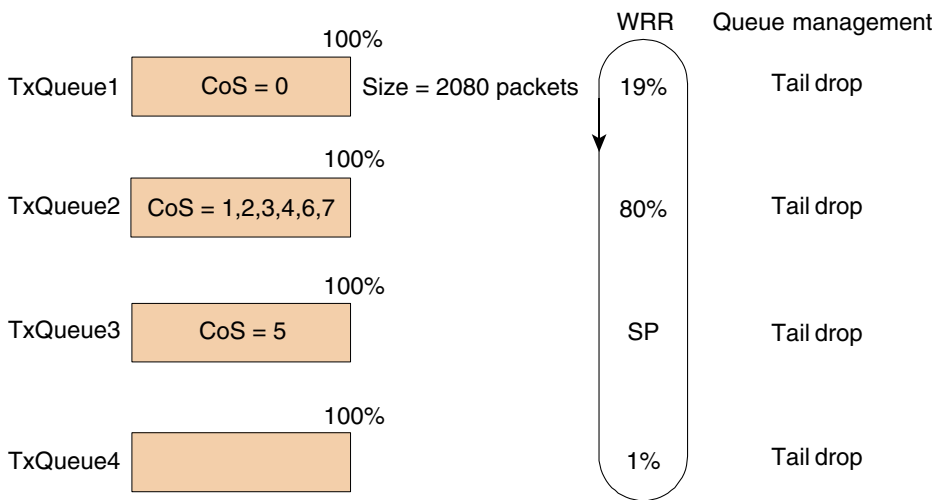 WRR Queue management
100%
TxQueue1 CoS = 0 Size = 2080 packets 19% Tail drop
100%
TxQueue2 CoS = 1,2,3,4,6,7 80% Tail drop
100%
TxQueue3 CoS = 5 SP Tail drop
100%
TxQueue4 1% Tail drop